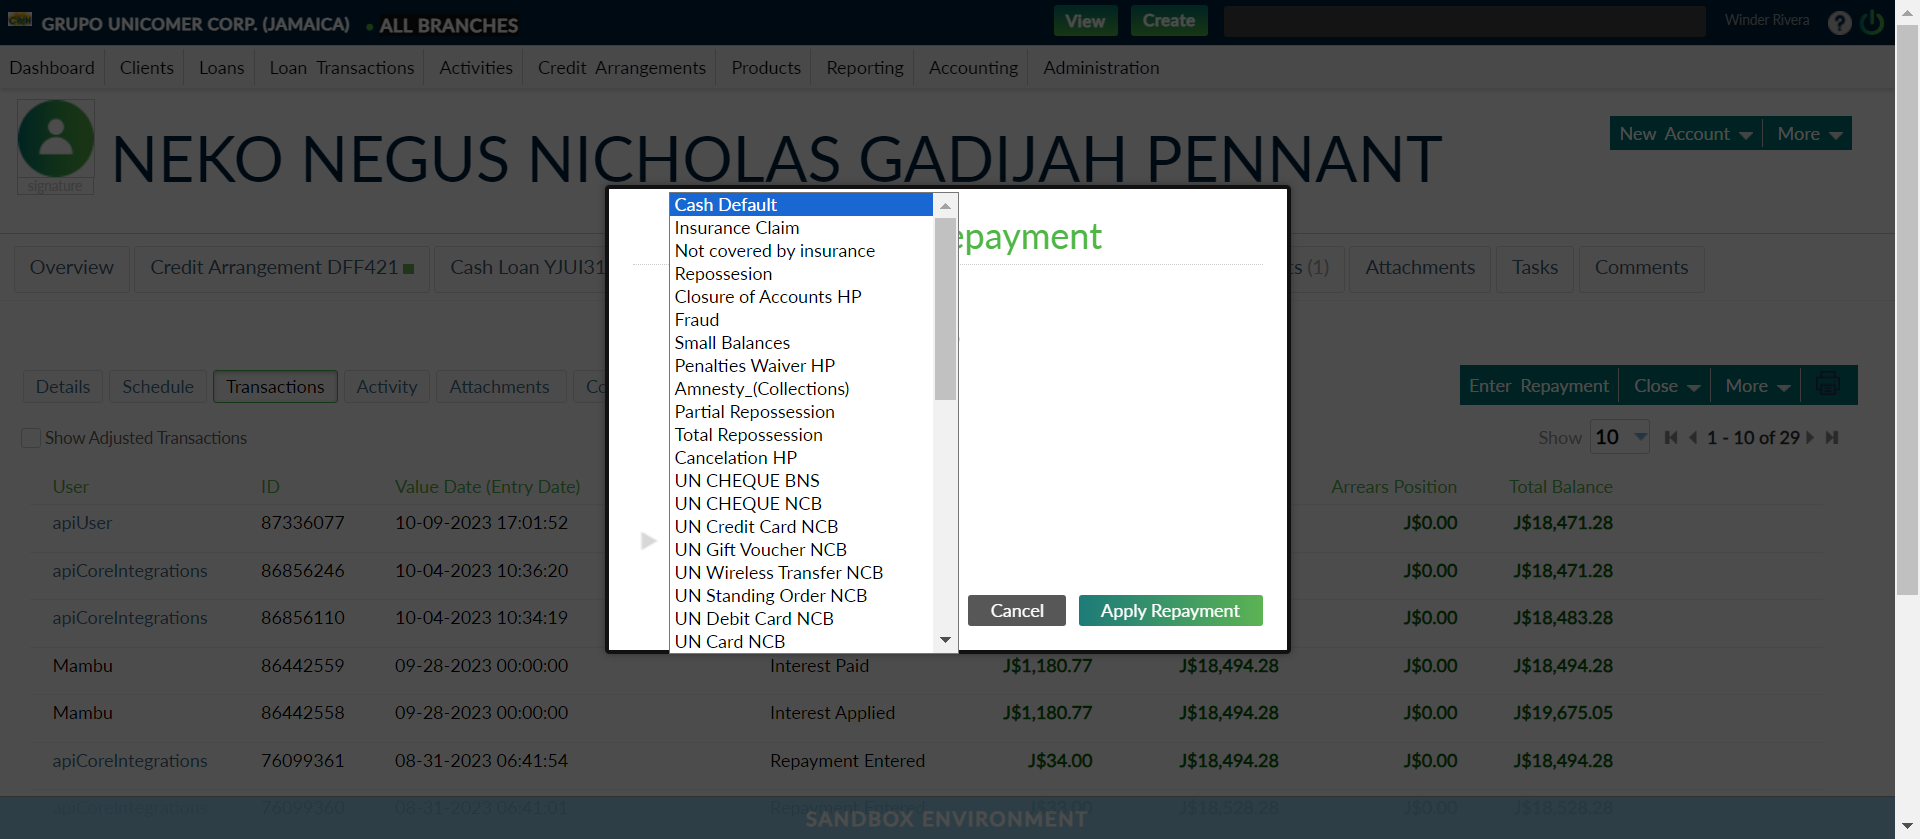 GRUPO UNICOMER CORP. (JAMAICA) • ALL BRANCHES View Create Winder Rivera ?
Dashboard Clients Loans Loan Transactions Activities Credit Arrangements Products Reporting Accounting Administration
signature
NEKO NEGUS NICHOLAS GADIJAH PENNANT
New Account More
Overview Credit Arrangement DFF421 Cash Loan YJUI31 ts (1) Attachments Tasks Comments
epayment
Cash Default
Insurance Claim
Not covered by insurance
Repossesion
Closure of Accounts HP
Fraud
Small Balances
Penalties Waiver HP
Amnesty_(Collections)
Partial Repossession
Total Repossession
Cancelation HP
UN CHEQUE BNS
UN CHEQUE NCB
UN Credit Card NCB
UN Gift Voucher NCB
UN Wireless Transfer NCB
UN Standing Order NCB
UN Debit Card NCB
UN Card NCB
Cancel Apply Repayment
Details Schedule Transactions Activity Attachments Co
Enter Repayment Close More
Show Adjusted Transactions
Show 10 1 - 10 of 29
User ID Value Date (Entry Date) Arrears Position Total Balance
apiUser 87336077 10-09-2023 17:01:52 J$0.00 J$18,471.28
apiCoreIntegrations 86856246 10-04-2023 10:36:20 J$0.00 J$18,471.28
apiCoreIntegrations 86856110 10-04-2023 10:34:19 J$0.00 J$18,483.28
Mambu 86442559 09-28-2023 00:00:00 Interest Paid J$1,180.77 J$18,494.28 J$0.00 J$18,494.28
Mambu 86442558 09-28-2023 00:00:00 Interest Applied J$1,180.77 J$18,494.28 J$0.00 J$19,675.05
apiCoreIntegrations 76099361 08-31-2023 06:41:54 Repayment Entered J$34.00 J$18,494.28 J$0.00 J$18,494.28
apiCoreIntegrations 76099360 08-31-2023 06:41:01 Repayment Entered J$33.00 J$18,528.28 J$0.00 J$18,528.28
SANDBOX ENVIRONMENT